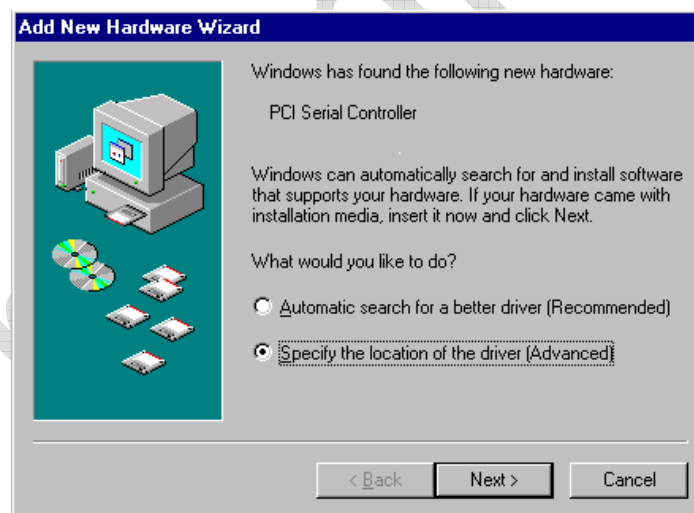 Add New Hardware Wizard
Windows has found the following new hardware:
PCI Serial Controller
Windows can automatically search for and install software
that supports your hardware. If your hardware came with
installation media, insert it now and click Next.
What would you like to do?
Automatic search for a better driver (Recommended)
Specify the location of the driver (Advanced)
< Back Next > Cancel